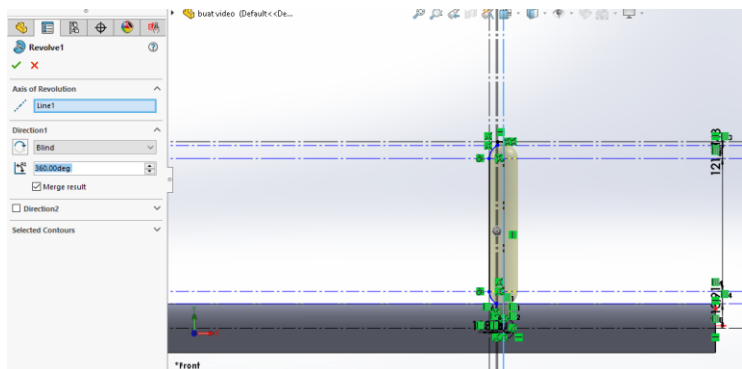 buat video (Default<<De...
Revolve1
Axis of Revolution
Line1
Direction1
Blind
360.00deg
Merge result
Direction2
Selected Contours
*Front